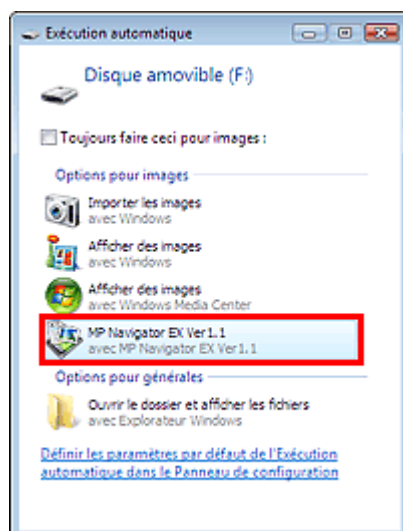 Exécution automatique
Disque amovible (F:)
Toujours faire ceci pour images :
Options pour images
Importer les images
avec Windows
Afficher des images
avec Windows
Afficher des images
avec Windows Media Center
MP Navigator EX Ver1.1
avec MP Navigator EX Ver1.1
Options pour générales
Ouvrir le dossier et afficher les fichiers
avec Explorateur Windows
Définir les paramètres par défaut de l'Exécution
automatique dans le Panneau de configuration